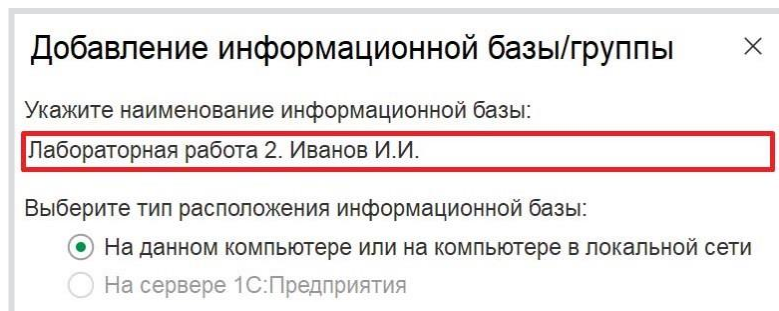 Добавление информационной базы/группы
Укажите наименование информационной базы:
Лабораторная работа 2. Иванов И.И.
Выберите тип расположения информационной базы:
На данном компьютере или на компьютере в локальной сети
На сервере 1С:Предприятия